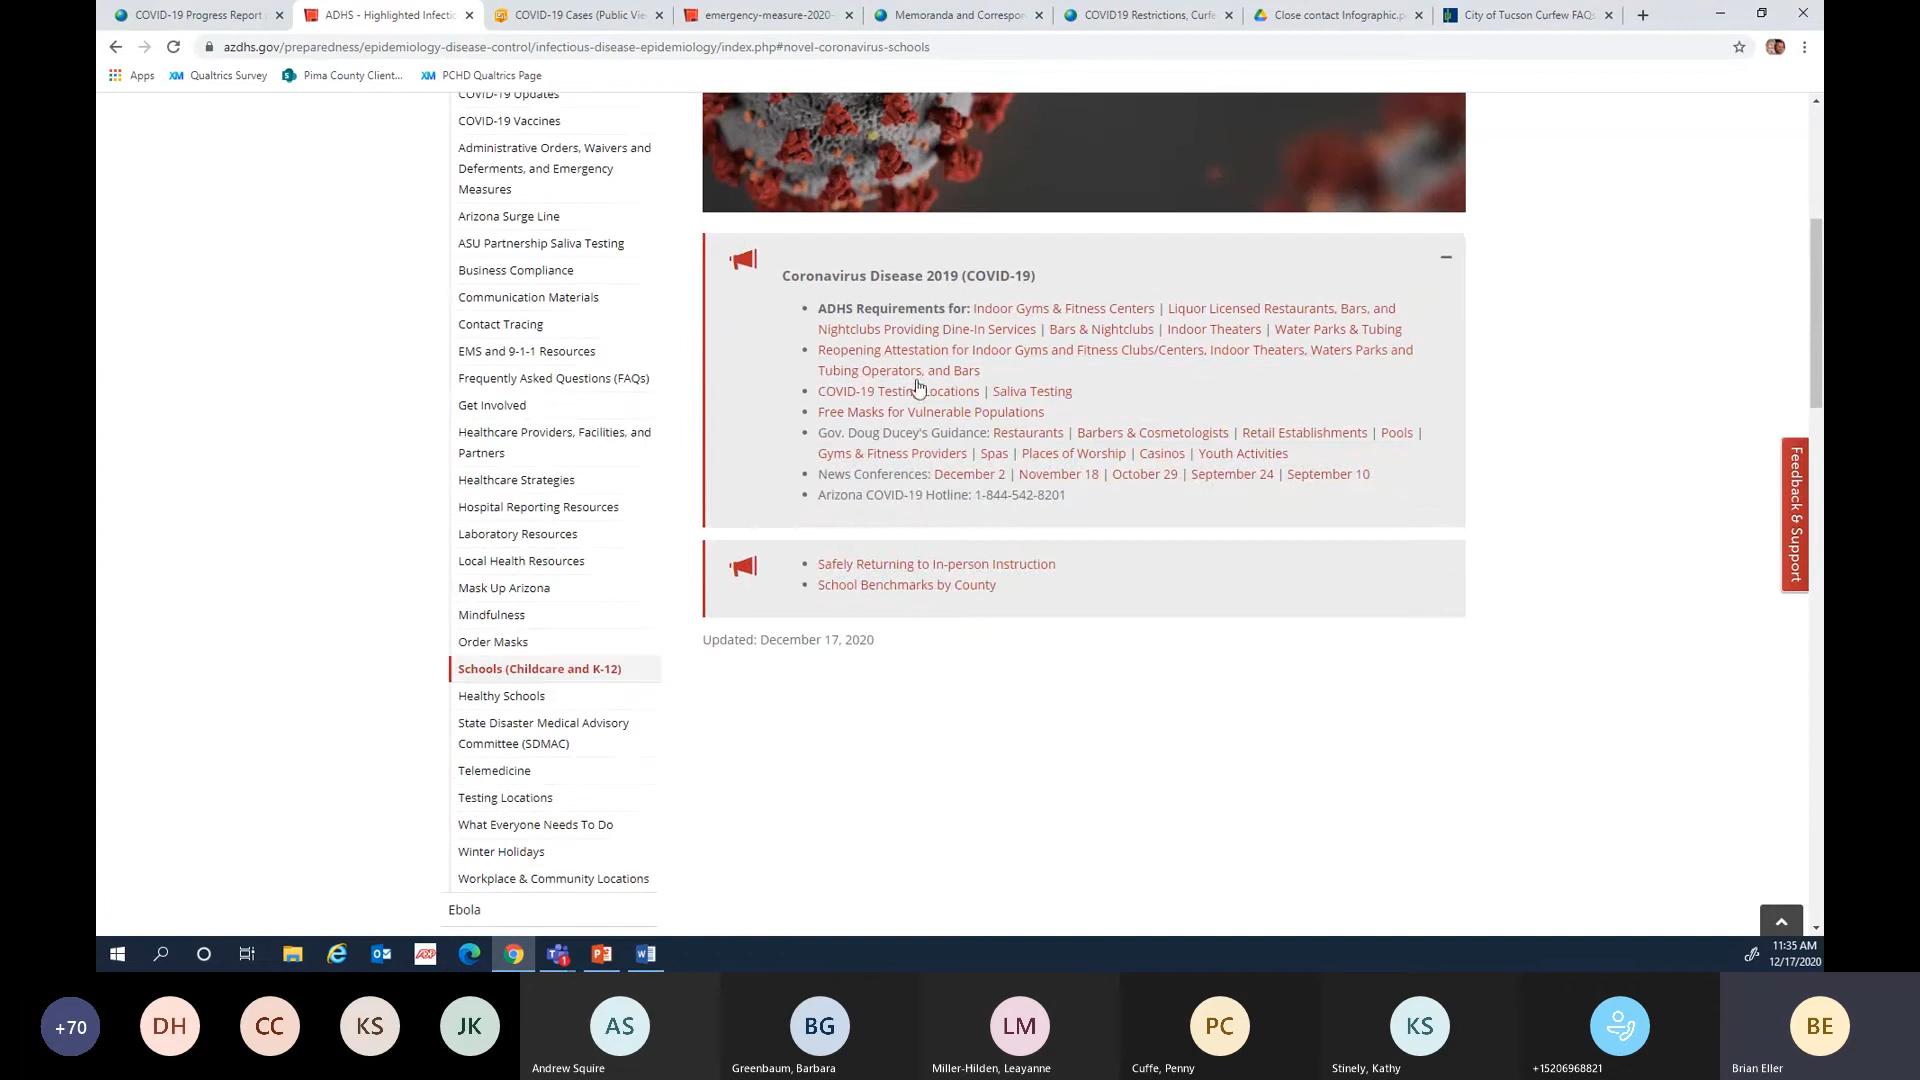 COVID-19 Progress Report
ADHS - Highlighted Infectio
COVID-19 Cases (Public Vie
emergency-measure-2020-
Memoranda and Correspon
COVID19 Restrictions, Curfe
Close contact Infographic.p
City of Tucson Curfew FAQs
azdhs.gov/preparedness/epidemiology-disease-control/infectious-disease-epidemiology/index.php#novel-coronavirus-schools
Apps
Qualtrics Survey
Pima County Client...
PCHD Qualtrics Page
COVID-19 Updates
COVID-19 Vaccines
Administrative Orders, Waivers and
Deferments, and Emergency
Measures
Arizona Surge Line
ASU Partnership Saliva Testing
Business Compliance
Communication Materials
Contact Tracing
EMS and 9-1-1 Resources
Frequently Asked Questions (FAQs)
Get Involved
Healthcare Providers, Facilities, and
Partners
Healthcare Strategies
Hospital Reporting Resources
Laboratory Resources
Local Health Resources
Mask Up Arizona
Mindfulness
Order Masks
Schools (Childcare and K-12)
Healthy Schools
State Disaster Medical Advisory
Committee (SDMAC)
Telemedicine
Testing Locations
What Everyone Needs To Do
Winter Holidays
Workplace & Community Locations
Ebola
Coronavirus Disease 2019 (COVID-19)
• ADHS Requirements for: Indoor Gyms & Fitness Centers | Liquor Licensed Restaurants, Bars, and
Nightclubs Providing Dine-In Services | Bars & Nightclubs | Indoor Theaters | Water Parks & Tubing
• Reopening Attestation for Indoor Gyms and Fitness Clubs/Centers, Indoor Theaters, Waters Parks and
Tubing Operators, and Bars
• COVID-19 Testing Locations | Saliva Testing
• Free Masks for Vulnerable Populations
• Gov. Doug Ducey's Guidance: Restaurants | Barbers & Cosmetologists | Retail Establishments | Pools |
Gyms & Fitness Providers | Spas | Places of Worship | Casinos | Youth Activities
• News Conferences: December 2 | November 18 | October 29 | September 24 | September 10
• Arizona COVID-19 Hotline: 1-844-542-8201
• Safely Returning to In-person Instruction
• School Benchmarks by County
Updated: December 17, 2020
Feedback & Support
11:35 AM
12/17/2020
+70
DH
CC
KS
JK
AS
BG
LM
PC
KS
BE
Andrew Squire
Greenbaum, Barbara
Miller-Hilden, Leayanne
Cuffe, Penny
Stinely, Kathy
+15206968821
Brian Eller